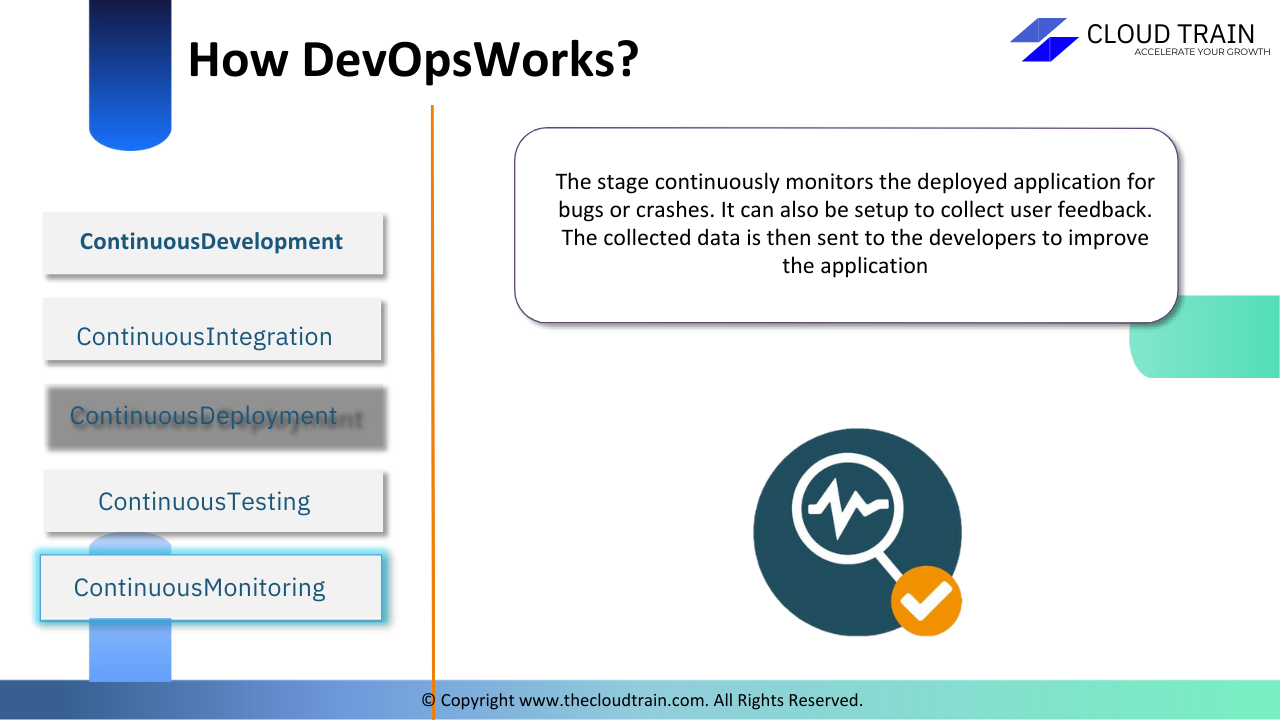 How DevOpsWorks?
CLOUD TRAIN
ACCELERATE YOUR GROWTH
ContinuousDevelopment
ContinuousIntegration
ContinuousDeployment
ContinuousTesting
ContinuousMonitoring
The stage continuously monitors the deployed application for
bugs or crashes. It can also be setup to collect user feedback.
The collected data is then sent to the developers to improve
the application
© Copyright www.thecloudtrain.com. All Rights Reserved.